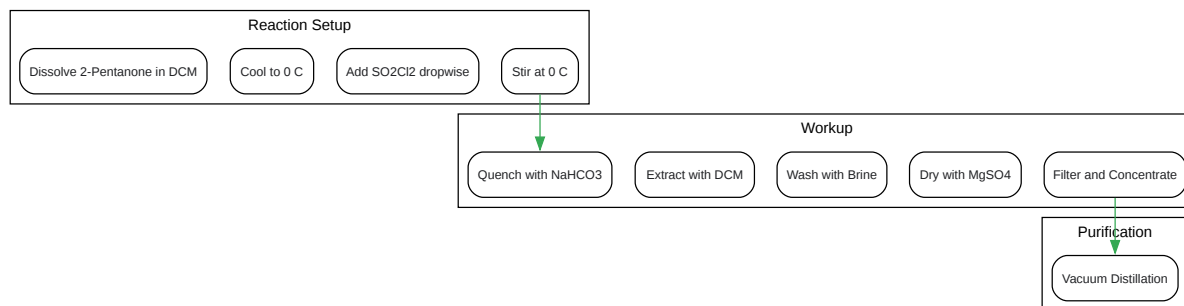 Reaction Setup
Dissolve 2-Pentanone in DCM
Cool to 0 C
Add SO2Cl2 dropwise
Stir at 0 C
Workup
Quench with NaHCO3
Extract with DCM
Wash with Brine
Dry with MgSO4
Filter and Concentrate
Purification
Vacuum Distillation